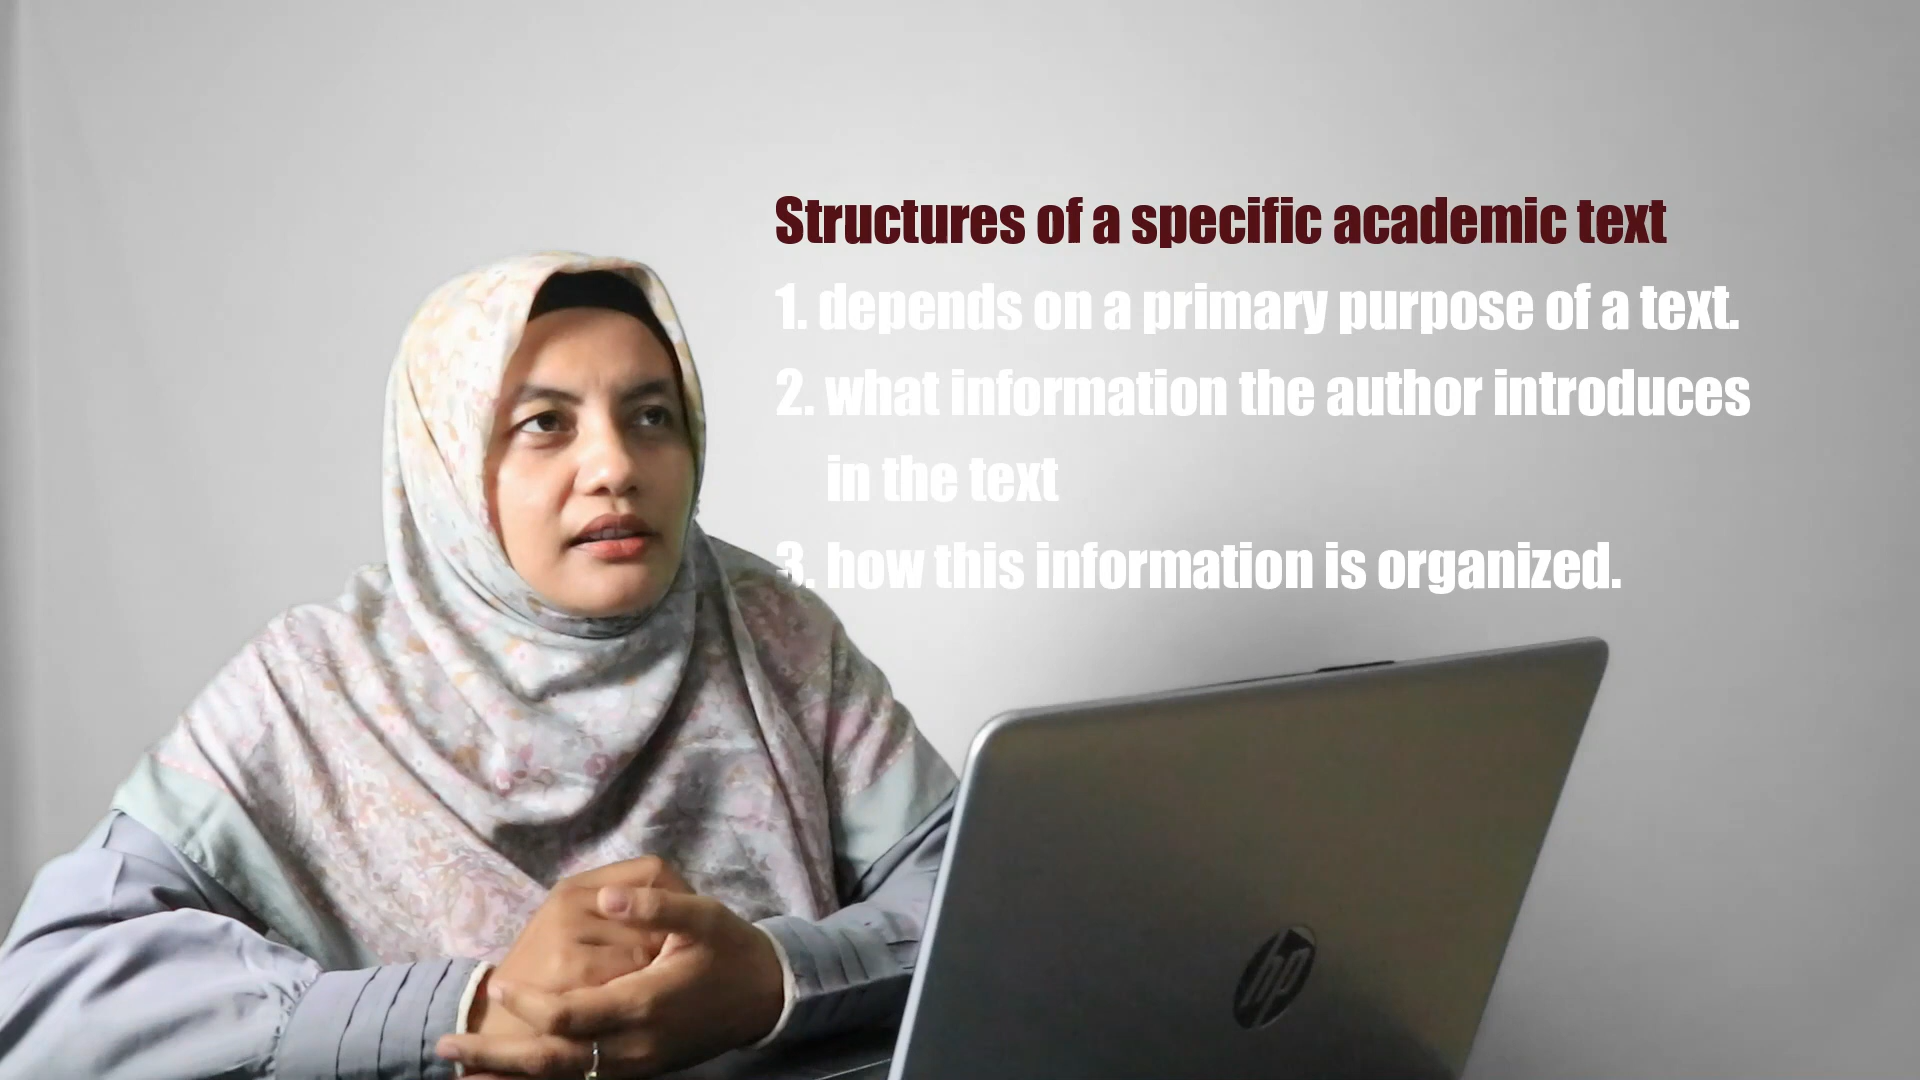 Structures of a specific academic text
1. depends on a primary purpose of a text.
2. what information the author introduces
in the text
3. how this information is organized.
hp